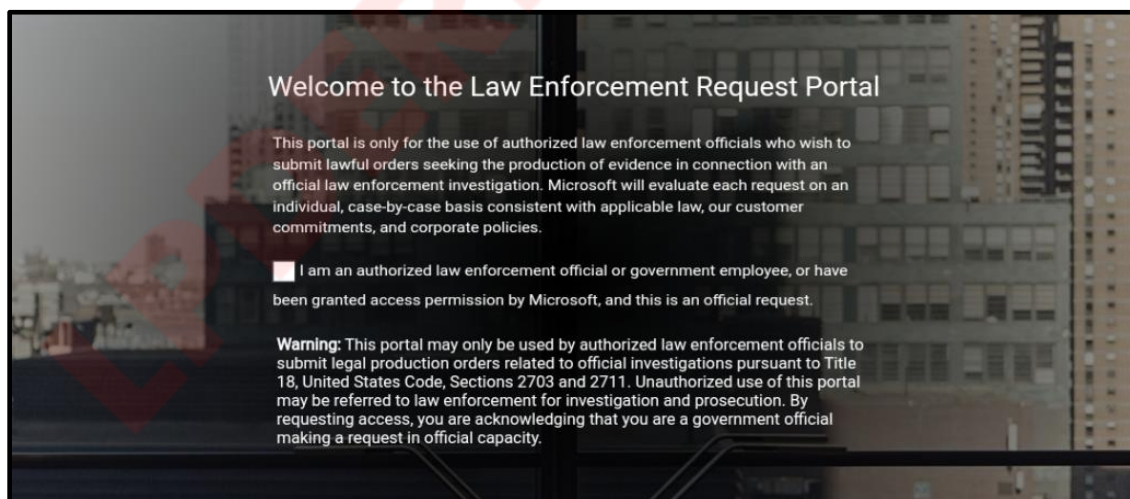 Welcome to the Law Enforcement Request Portal
This portal is only for the use of authorized law enforcement officials who wish to
submit lawful orders seeking the production of evidence in connection with an
official law enforcement investigation. Microsoft will evaluate each request on an
individual, case-by-case basis consistent with applicable law, our customer
commitments, and corporate policies.
I am an authorized law enforcement official or government employee, or have
been granted access permission by Microsoft, and this is an official request.
Warning: This portal may only be used by authorized law enforcement officials to
submit legal production orders related to official investigations pursuant to Title
18, United States Code, Sections 2703 and 2711. Unauthorized use of this portal
may be referred to law enforcement for investigation and prosecution. By
requesting access, you are acknowledging that you are a government official
making a request in official capacity.